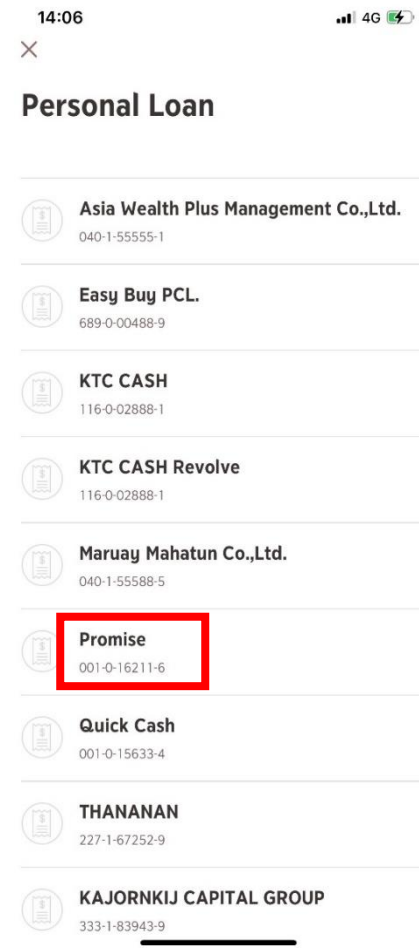 14:06
4G
Personal Loan
Asia Wealth Plus Management Co.,Ltd.
040-1-55555-1
Easy Buy PCL.
689-0-00488-9
KTC CASH
116-0-02888-1
KTC CASH Revolve
116-0-02888-1
Maruay Mahatun Co.,Ltd.
040-1-55588-5
Promise
001-0-16211-6
Quick Cash
001-0-15633-4
THANANAN
227-1-67252-9
KAJORNKIJ CAPITAL GROUP
333-1-83943-9